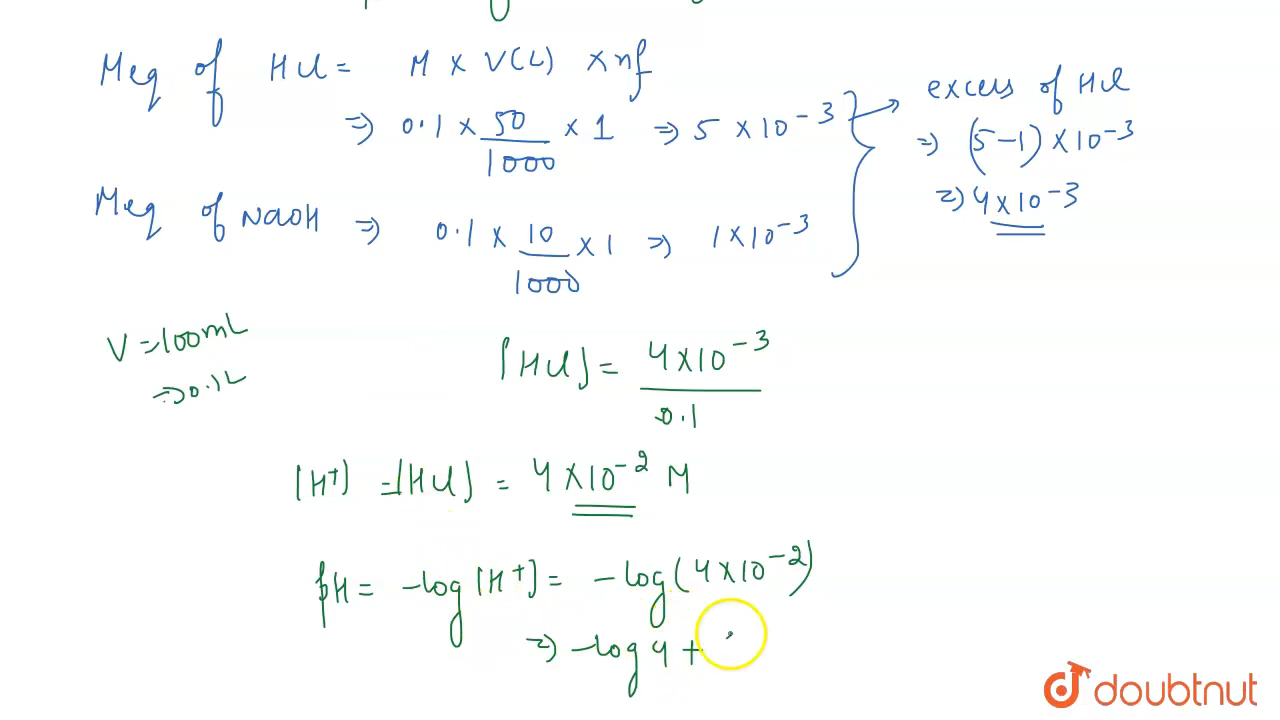 Meq of HCl = M × V(L) × nf
⇒ 0.1 × 50/1000 × 1 ⇒ 5 × 10⁻³
Meq of NaOH ⇒ 0.1 × 10/1000 × 1 ⇒ 1 × 10⁻³
excess of HCl
⇒ (5-1) × 10⁻³
⇒ 4 × 10⁻³
V ⇒ 100 mL
⇒ 0.1L
[HCl] = 4 × 10⁻³/0.1
[H⁺] = [HCl] = 4 × 10⁻² M
pH = -log[H⁺] = -log(4 × 10⁻²)
⇒ -log 4 +
doubtnut